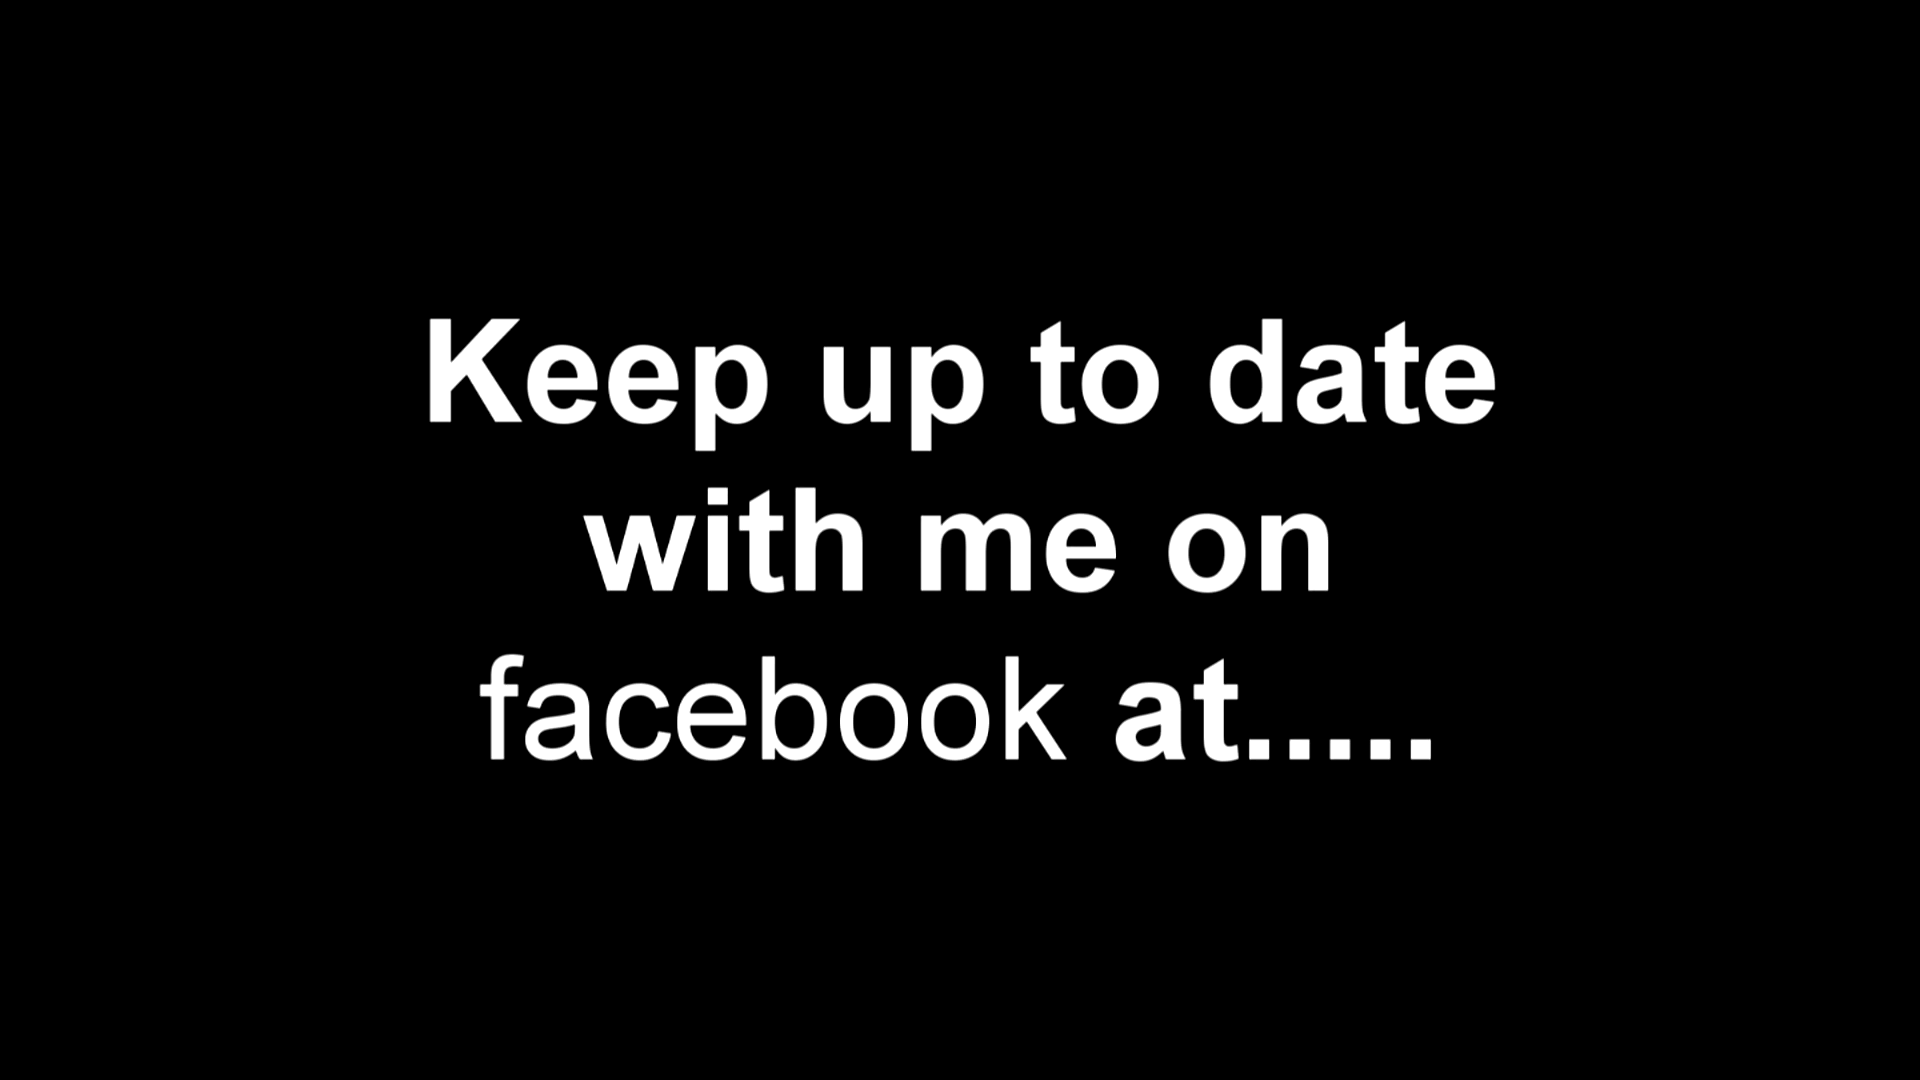 Keep up to date
with me on
facebook at.....